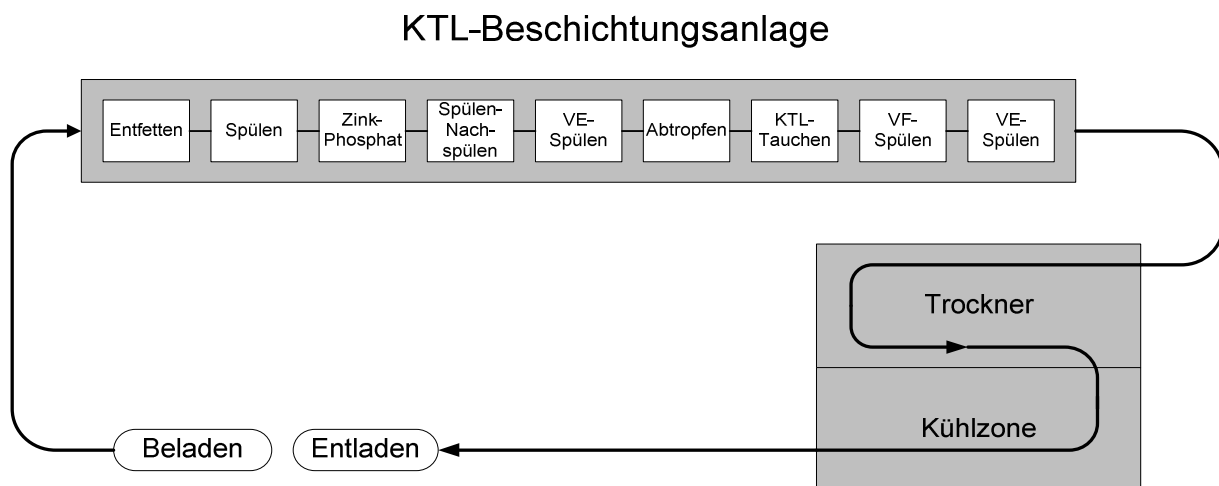 KTL-Beschichtungsanlage
Entfetten
Spülen
Zink-
Phosphat
Spülen-
Nach-
spülen
VE-
Spülen
Abtropfen
KTL-
Tauchen
VF-
Spülen
VE-
Spülen
Trockner
Kühlzone
Beladen
Entladen